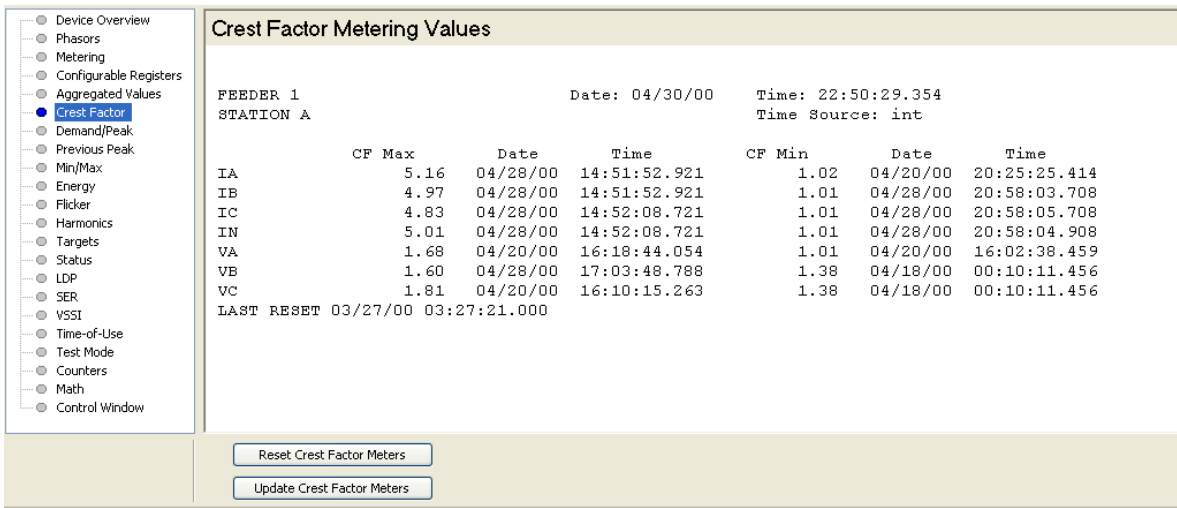 Device Overview
Phasors
Metering
Configurable Registers
Aggregated Values
Crest Factor
Demand/Peak
Previous Peak
Min/Max
Energy
Flicker
Harmonics
Targets
Status
LDP
SER
VSSI
Time-of-Use
Test Mode
Counters
Math
Control Window
Crest Factor Metering Values
FEEDER 1 Date: 04/30/00 Time: 22:50:29.354
STATION A Time Source: int
CF Max Date Time CF Min Date Time
IA 5.16 04/28/00 14:51:52.921 1.02 04/20/00 20:25:25.414
IB 4.97 04/28/00 14:51:52.921 1.01 04/28/00 20:58:03.708
IC 4.83 04/28/00 14:52:08.721 1.01 04/28/00 20:58:05.708
IN 5.01 04/28/00 14:52:08.721 1.01 04/28/00 20:58:04.908
VA 1.68 04/20/00 16:18:44.054 1.01 04/20/00 16:02:38.459
VB 1.60 04/28/00 17:03:48.788 1.38 04/18/00 00:10:11.456
VC 1.81 04/20/00 16:10:15.263 1.38 04/18/00 00:10:11.456
LAST RESET 03/27/00 03:27:21.000
Reset Crest Factor Meters
Update Crest Factor Meters